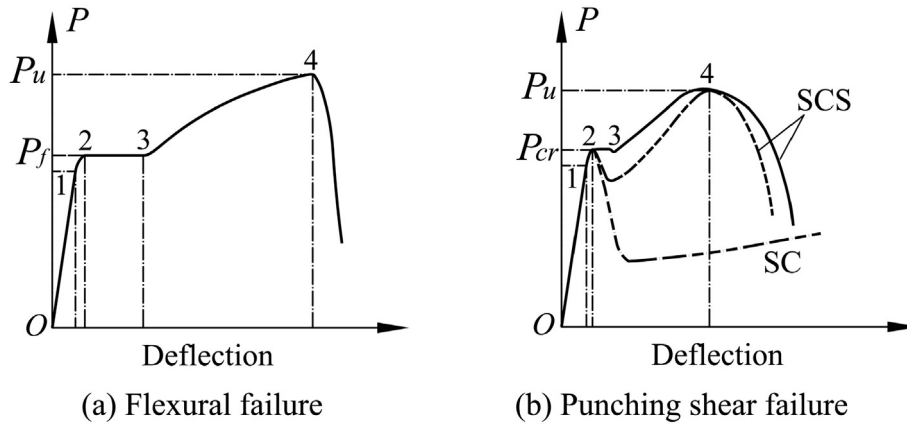 P
Pu
4
Pf
2
3
1
O
Deflection
(a) Flexural failure
P
Pu
4
SCS
Pcr
2
3
1
SC
O
Deflection
(b) Punching shear failure